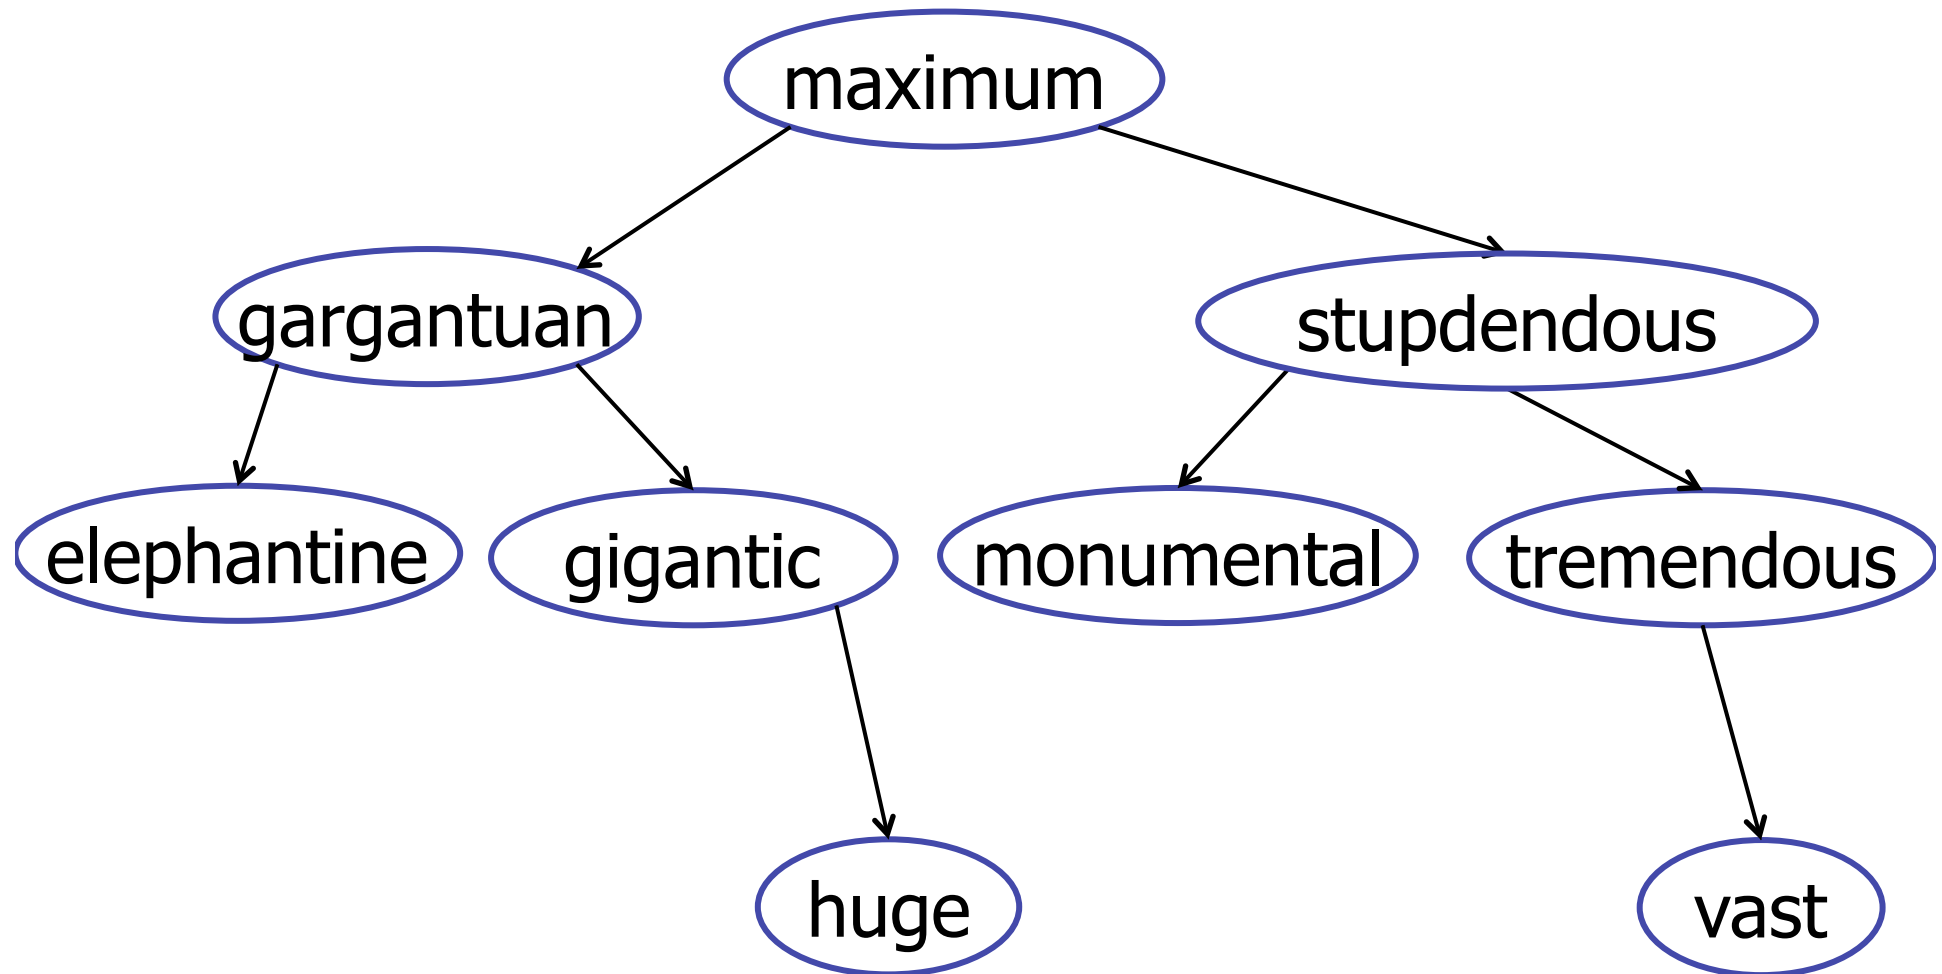 maximum
gargantuan
stupdendous
elephantine
gigantic
monumental
tremendous
huge
vast